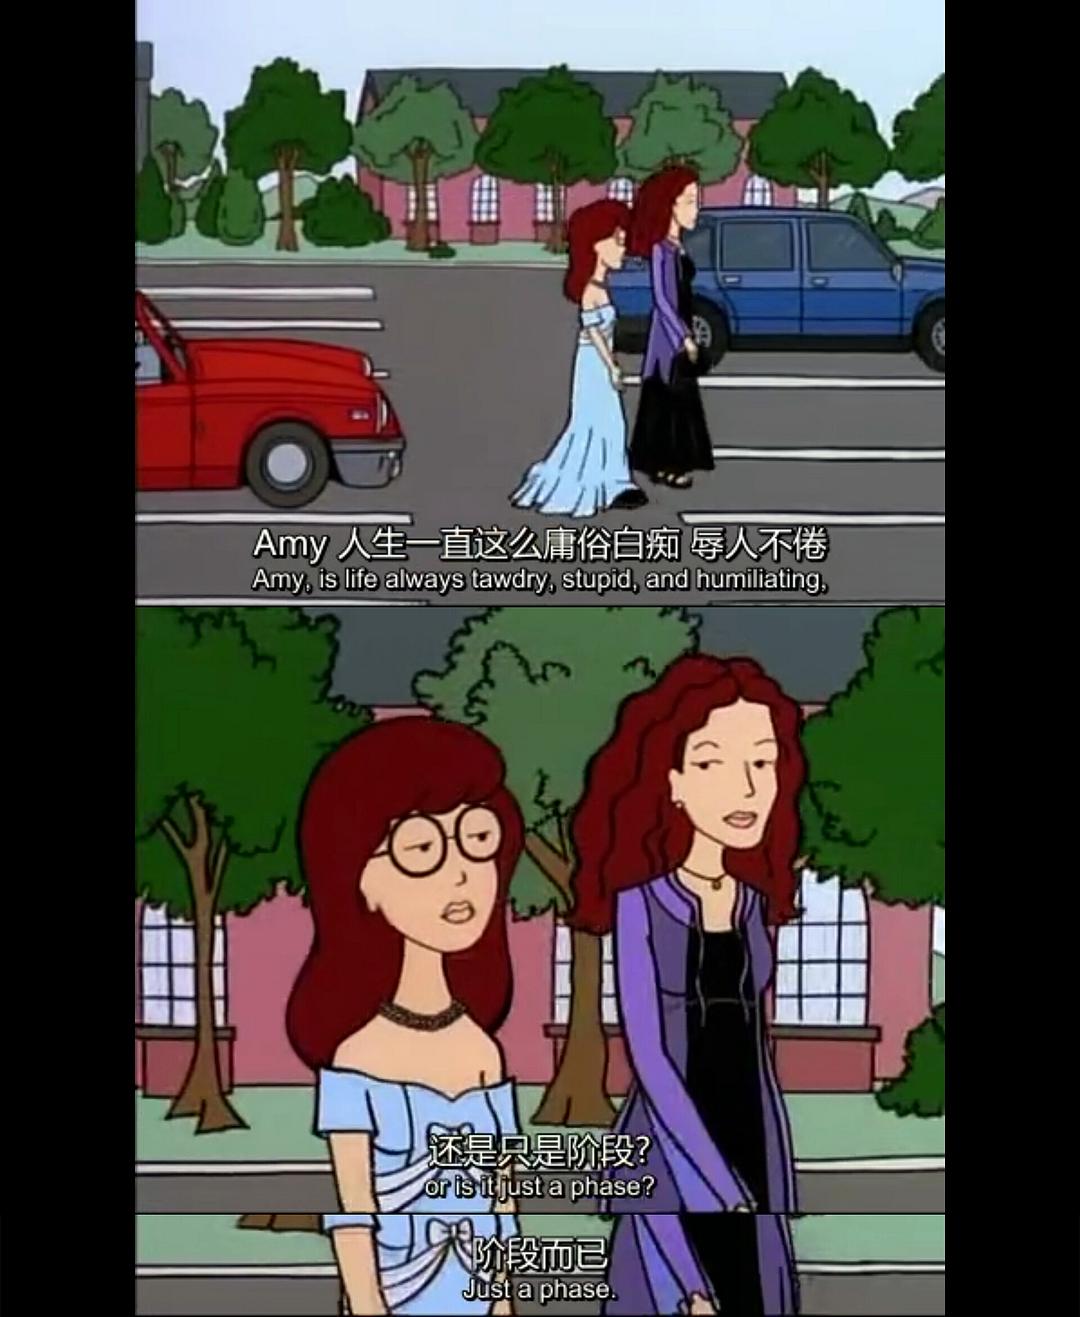 Amy 人生一直这么庸俗白痴 辱人不倦
Amy, is life always tawdry, stupid, and humiliating,
还是只是阶段?
or is it just a phase?
阶段而已
Just a phase.